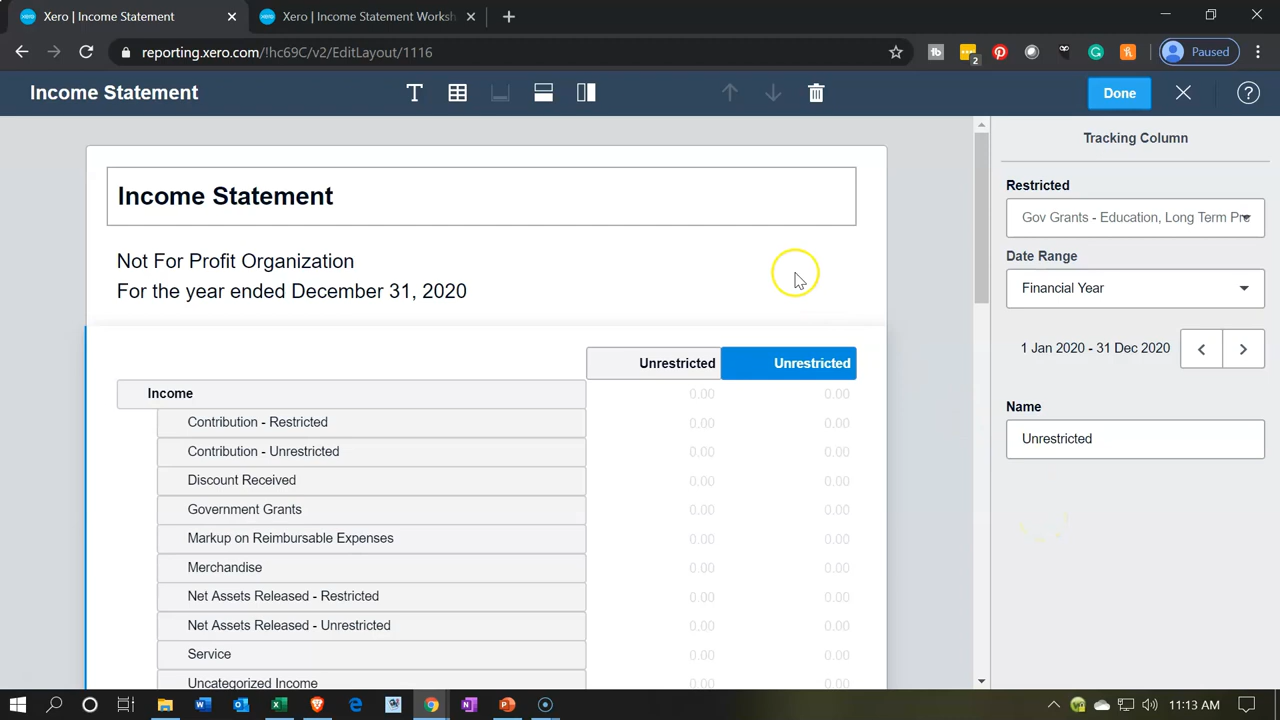 Xero | Income Statement
Xero | Income Statement Worksh
reporting.xero.com/!hc69C/v2/EditLayout/1116
2
Paused
Income Statement
Done
Tracking Column
Restricted
Gov Grants - Education, Long Term Pre
Date Range
Financial Year
1 Jan 2020 - 31 Dec 2020
Name
Unrestricted
Income Statement
Not For Profit Organization
For the year ended December 31, 2020
Unrestricted Unrestricted
Income 0.00 0.00
Contribution - Restricted 0.00 0.00
Contribution - Unrestricted 0.00 0.00
Discount Received 0.00 0.00
Government Grants 0.00 0.00
Markup on Reimbursable Expenses 0.00 0.00
Merchandise 0.00 0.00
Net Assets Released - Restricted 0.00 0.00
Net Assets Released - Unrestricted 0.00 0.00
Service 0.00 0.00
Uncategorized Income 0.00 0.00
11:13 AM